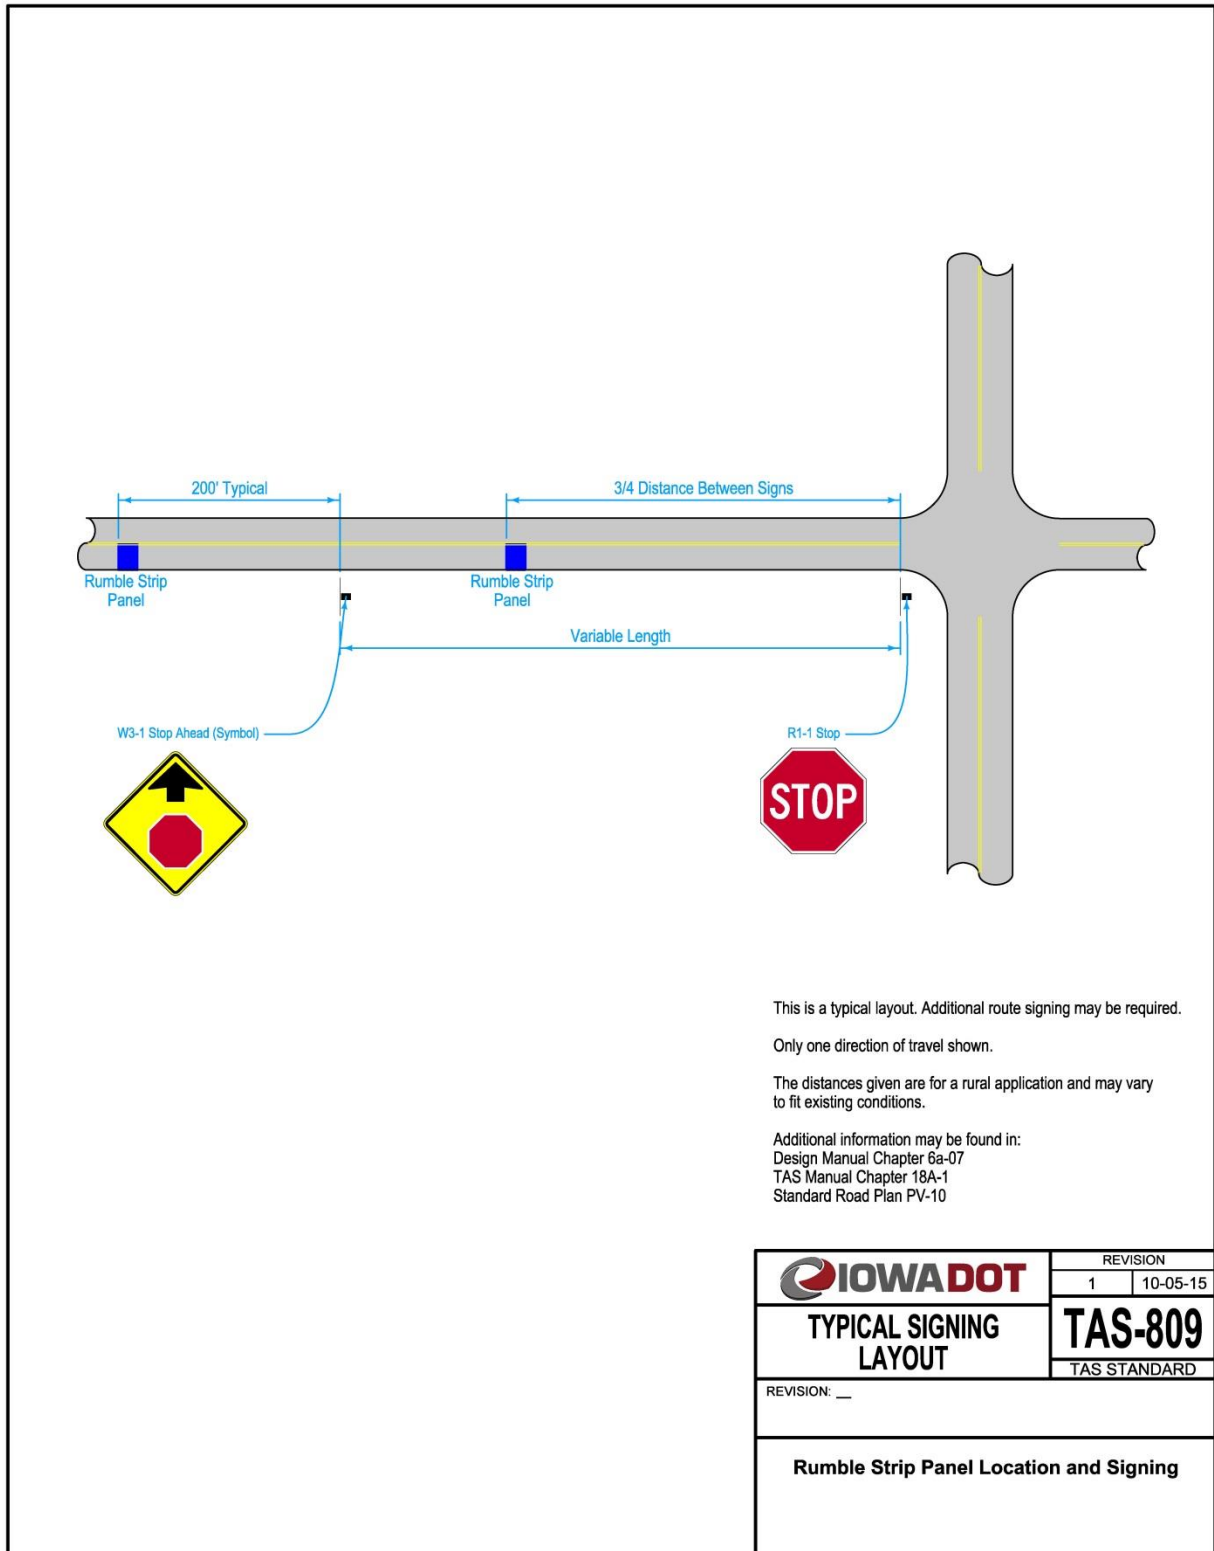 200' Typical
3/4 Distance Between Signs
Rumble Strip
Panel
Rumble Strip
Panel
Variable Length
W3-1 Stop Ahead (Symbol)
R1-1 Stop
STOP
This is a typical layout. Additional route signing may be required.
Only one direction of travel shown.
The distances given are for a rural application and may vary
to fit existing conditions.
Additional information may be found in:
Design Manual Chapter 6a-07
TAS Manual Chapter 18A-1
Standard Road Plan PV-10
IOWADOT
REVISION
1 10-05-15
TYPICAL SIGNING
LAYOUT
TAS-809
TAS STANDARD
REVISION: __
Rumble Strip Panel Location and Signing